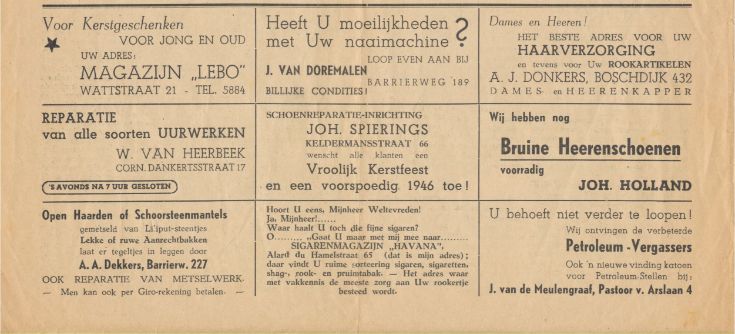 Voor Kerstgeschenken
VOOR JONG EN OUD
UW ADRES:
MAGAZIJN „LEBO"
WATTSTRAAT 21 - TEL. 5884
Heeft U moeilijkheden
met Uw naaimachine ?
LOOP EVEN AAN BIJ
J. VAN DOREMALEN
BARRIERWEG 189
BILLIJKE CONDITIES!
Dames en Heeren!
HET BESTE ADRES VOOR UW
HAARVERZORGING
en tevens voor Uw ROOKARTIKELEN
A. J. DONKERS, BOSCHDIJK 432
DAMES- en HEERENKAPPER
REPARATIE
van alle soorten UURWERKEN
W. VAN HEERBEEK
CORN. DANKERTSSTRAAT 17
'S AVONDS NA 7 UUR GESLOTEN
SCHOENREPARATIE-INRICHTING
JOH. SPIERINGS
KELDERMANSSTRAAT 66
wenscht alle klanten een
Vroolijk Kerstfeest
en een voorspoedig 1946 toe!
Wij hebben nog
Bruine Heerenschoenen
voorradig
JOH. HOLLAND
Open Haarden of Schoorsteenmantels
gemetseld van Li'iput-steentjes
Lekke of ruwe Aanrechtbakken
laat er tegeltjes in leggen door
A. A. Dekkers, Barrierw. 227
OOK REPARATIE VAN METSELWERK.
- Men kan ook per Giro-rekening betalen. -
Hoort U eens, Mijnheer Weltevreden!
Ja, Mijnheer!......
Waar haalt U toch die fijne sigaren?
O......... „Gaat U maar met mij mee naar.........
SIGARENMAGAZIJN „HAVANA",
Alard du Hamelstraat 65 (dat is mijn adres);
daar vindt U ruime sorteering sigaren, sigaretten,
shag-, rook- en pruimtabak. — Het adres waar
met vakkennis de meeste zorg aan Uw rookertje
besteed wordt.
U behoeft niet verder te loopen!
Wij ontvingen de verbeterde
Petroleum-Vergassers
Ook 'n nieuwe vinding katoen
voor Petroleum-Stellen bij:
J. van de Meulengraaf, Pastoor v. Arslaan 4